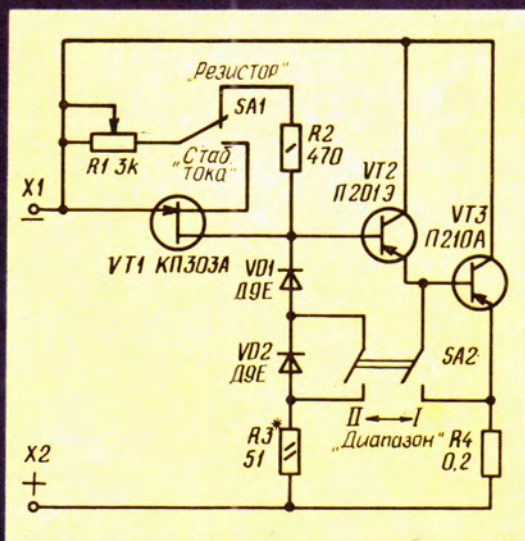 „Резистор"
SA1
R1 3к
„Стаб.
тока"
R2
470
X1
–
VT1 КП303А
VT2
П201Э
VT3
П210А
VD1
Д9Е
VD2
Д9Е
SA2
II ⟷ I
„Диапазон"
R3*
51
R4
0,2
X2
+